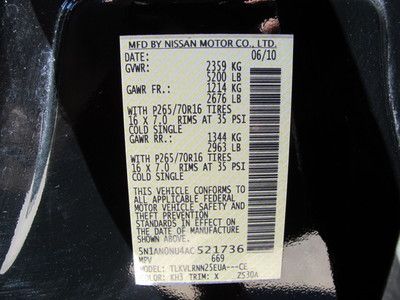 MFD BY NISSAN MOTOR CO., LTD.
DATE: 06/10
GVWR: 2359 KG
5200 LB
GAWR FR.: 1214 KG
2676 LB
WITH P265/70R16 TIRES
16 X 7.0 RIMS AT 35 PSI
COLD SINGLE
GAWR RR.: 1344 KG
2963 LB
WITH P265/70R16 TIRES
16 X 7.0 RIMS AT 35 PSI
COLD SINGLE
THIS VEHICLE CONFORMS
TO ALL APPLICABLE FEDERAL
MOTOR VEHICLE SAFETY
STANDARDS IN EFFECT ON
THE DATE OF MANUFACTURE
SHOWN ABOVE.
5N1AN0NU4AC521736
MPV 669
MODEL: TLKVLRNN25EUA---CE
COLOR: KH3 TRIM: X Z530A